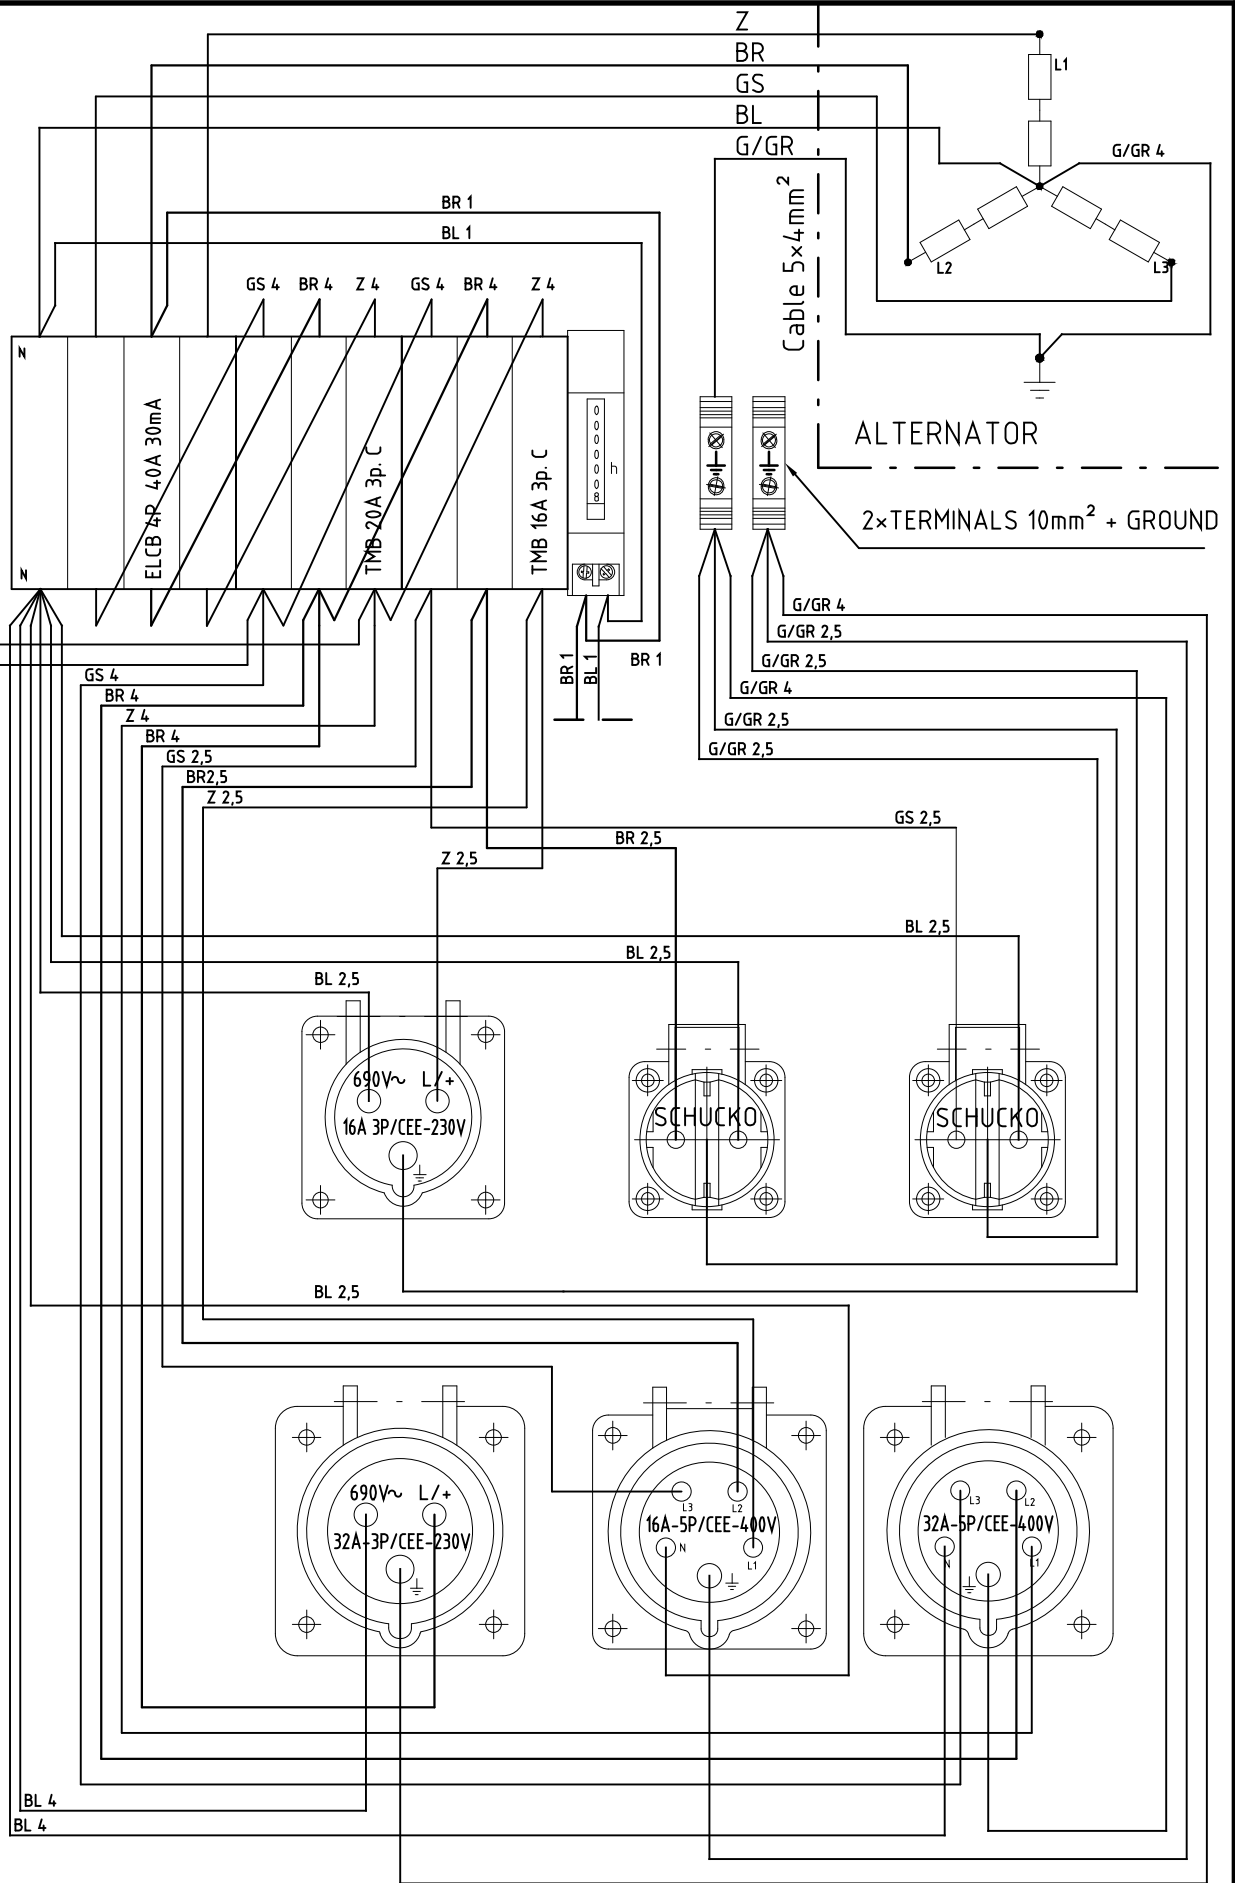 Z
BR
L1
GS
BL
G/GR
G/GR 4
Cable 5x4mm²
BR 1
BL 1
L2
L3
GS 4
BR 4
Z 4
GS 4
BR 4
Z 4
N
ELCB 4P 40A 30mA
TMB 20A 3p. C
TMB 16A 3p. C
0
0
0
0
0
0
8
h
ALTERNATOR
2xTERMINALS 10mm² + GROUND
N
G/GR 4
G/GR 2,5
BR 1
BL 1
BR 1
G/GR 2,5
GS 4
G/GR 4
BR 4
Z 4
G/GR 2,5
BR 4
G/GR 2,5
GS 2,5
BR2,5
Z 2,5
GS 2,5
BR 2,5
Z 2,5
BL 2,5
BL 2,5
BL 2,5
690V~ L/+
16A 3P/CEE-230V
SCHUCKO
SCHUCKO
BL 2,5
690V~ L/+
32A-3P/CEE-230V
L3
L2
16A-5P/CEE-400V
N
L1
L3
L2
32A-5P/CEE-400V
N
L1
BL 4
BL 4